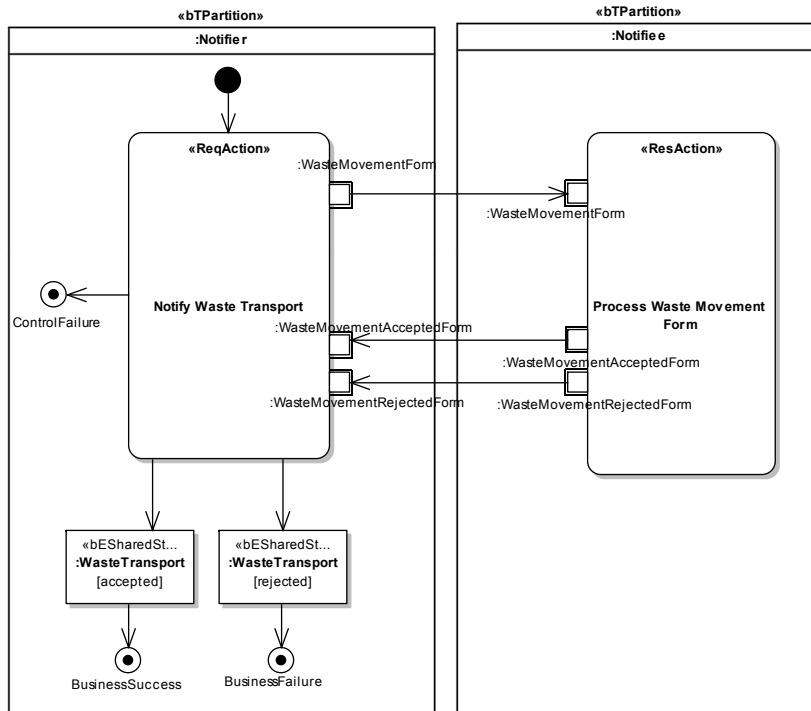 «bTPartition»
:Notifier
«ReqAction»
:WasteMovementForm
Notify Waste Transport
ControlFailure
:WasteMovementAcceptedForm
:WasteMovementRejectedForm
«bESharedSt...
:WasteTransport
[accepted]
«bESharedSt...
:WasteTransport
[rejected]
BusinessSuccess
BusinessFailure
«bTPartition»
:Notifiee
«ResAction»
:WasteMovementForm
Process Waste Movement
Form
:WasteMovementAcceptedForm
:WasteMovementRejectedForm